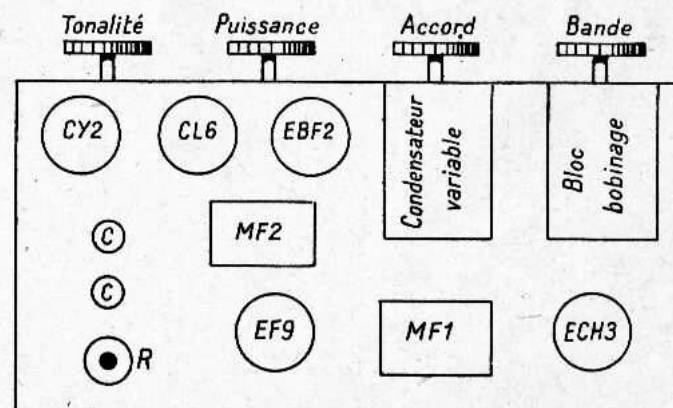 Tonalité Puissance Accord Bande
CY2 CL6 EBF2
Condensateur
variable
Bloc
bobinage
C
MF2
C
EF9
MF1
ECH3
R